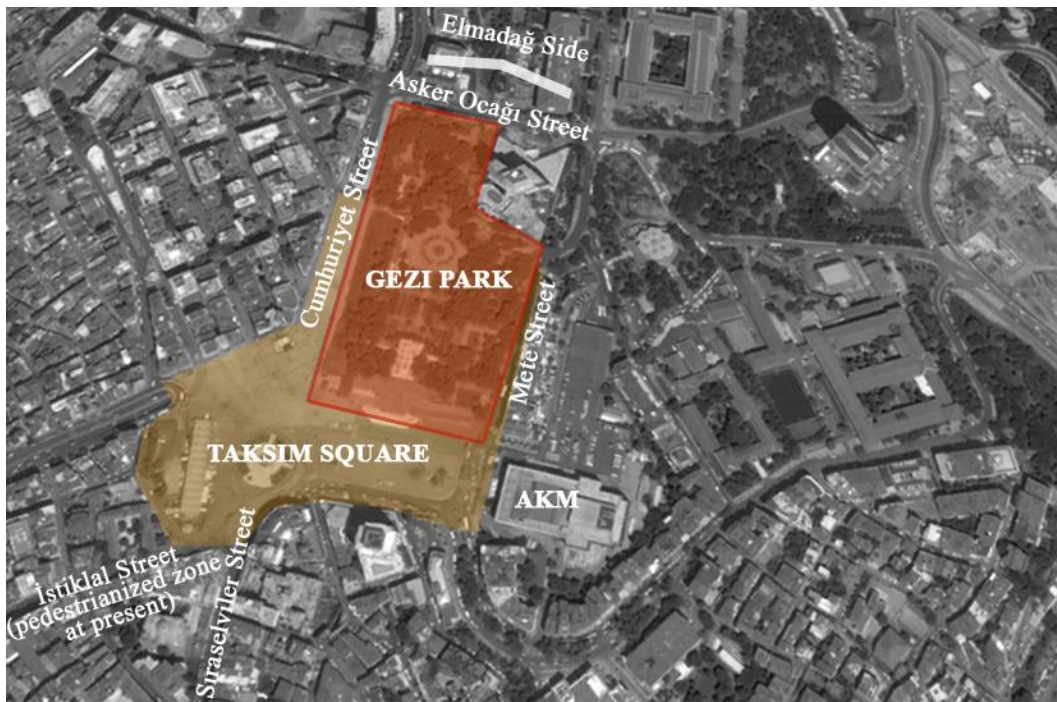 Elmadağ Side
Asker Ocağı Street
Cumhuriyet Street
GEZI PARK
Mete Street
TAKSIM SQUARE
AKM
İstiklal Street
(pedestrianized zone
at present)
Sıraselviler Street